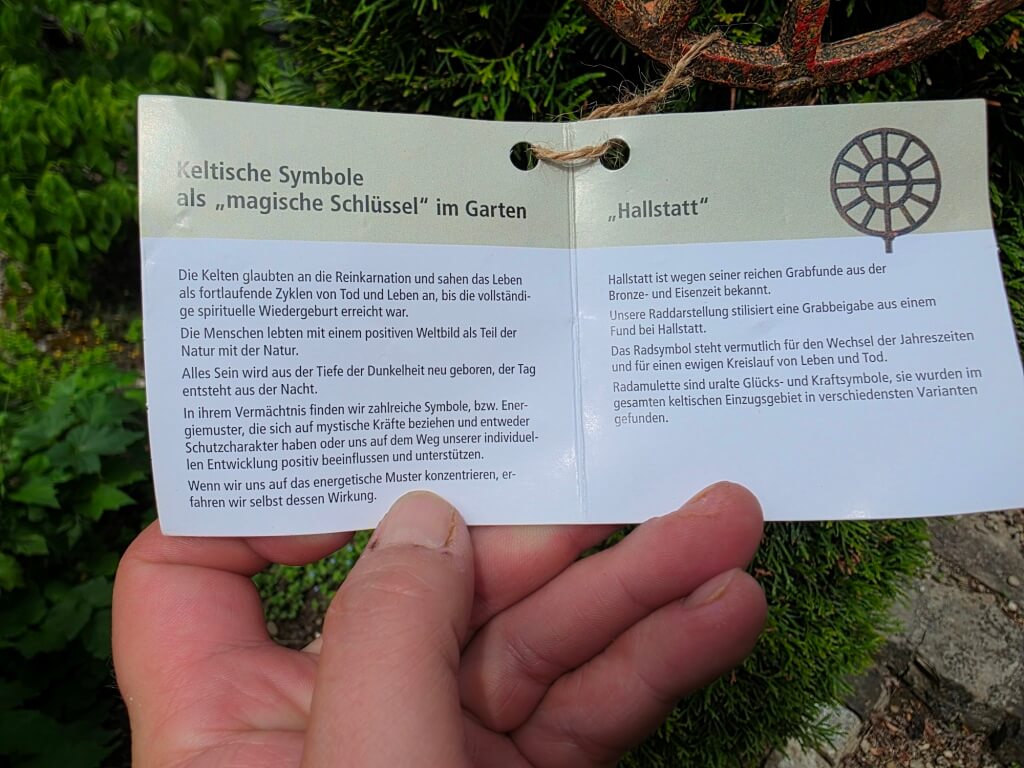 Keltische Symbole
als „magische Schlüssel“ im Garten
Die Kelten glaubten an die Reinkarnation und sahen das Leben
als fortlaufende Zyklen von Tod und Leben an, bis die vollständi-
ge spirituelle Wiedergeburt erreicht war.
Die Menschen lebten mit einem positiven Weltbild als Teil der
Natur mit der Natur.
Alles Sein wird aus der Tiefe der Dunkelheit neu geboren, der Tag
entsteht aus der Nacht.
In ihrem Vermächtnis finden wir zahlreiche Symbole, bzw. Ener-
giemuster, die sich auf mystische Kräfte beziehen und entweder
Schutzcharakter haben oder uns auf dem Weg unserer individuel-
len Entwicklung positiv beeinflussen und unterstützen.
Wenn wir uns auf das energetische Muster konzentrieren, er-
fahren wir selbst dessen Wirkung.
„Hallstatt“
Hallstatt ist wegen seiner reichen Grabfunde aus der
Bronze- und Eisenzeit bekannt.
Unsere Raddarstellung stilisiert eine Grabbeigabe aus einem
Fund bei Hallstatt.
Das Radsymbol steht vermutlich für den Wechsel der Jahreszeiten
und für einen ewigen Kreislauf von Leben und Tod.
Radamulette sind uralte Glücks- und Kraftsymbole, sie wurden im
gesamten keltischen Einzugsgebiet in verschiedensten Varianten
gefunden.